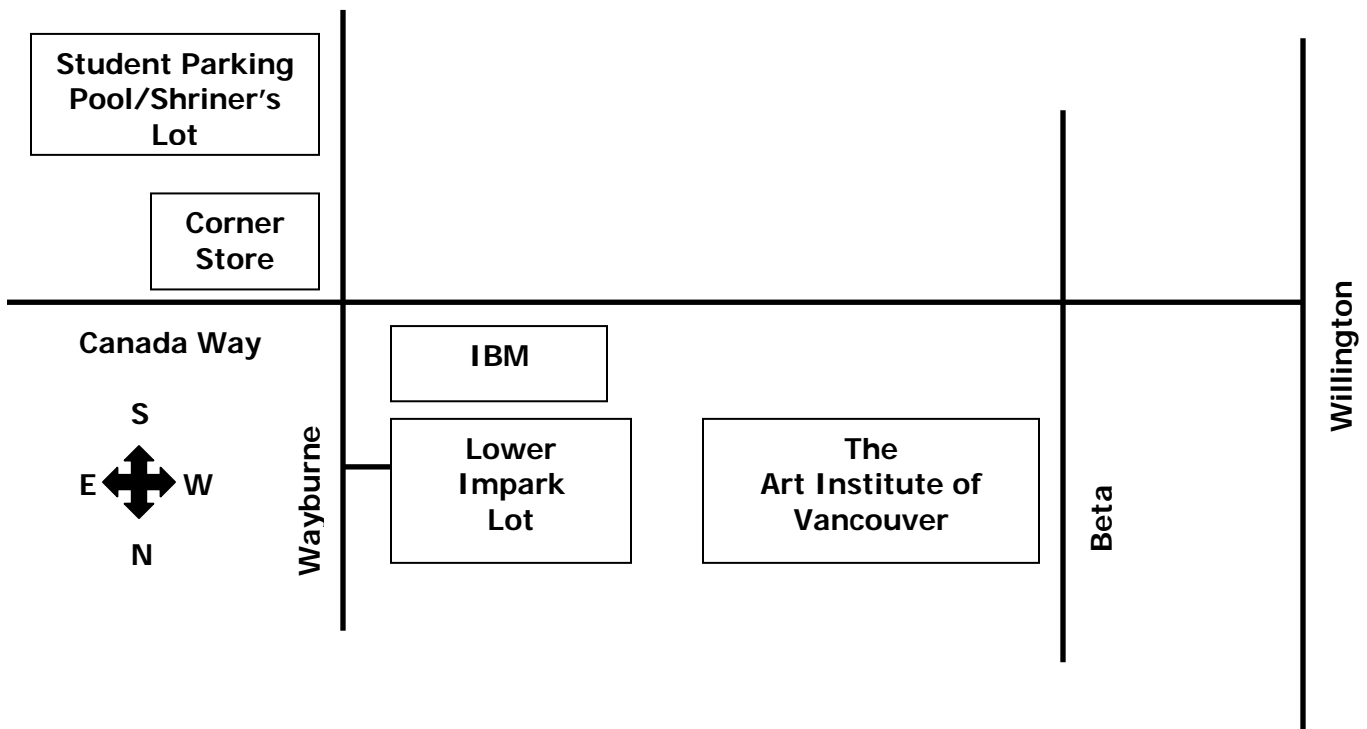 Student Parking
Pool/Shriner's
Lot
Corner
Store
Canada Way
IBM
S
E W
N
Wayburne
Lower
Impark
Lot
The
Art Institute of
Vancouver
Beta
Willington